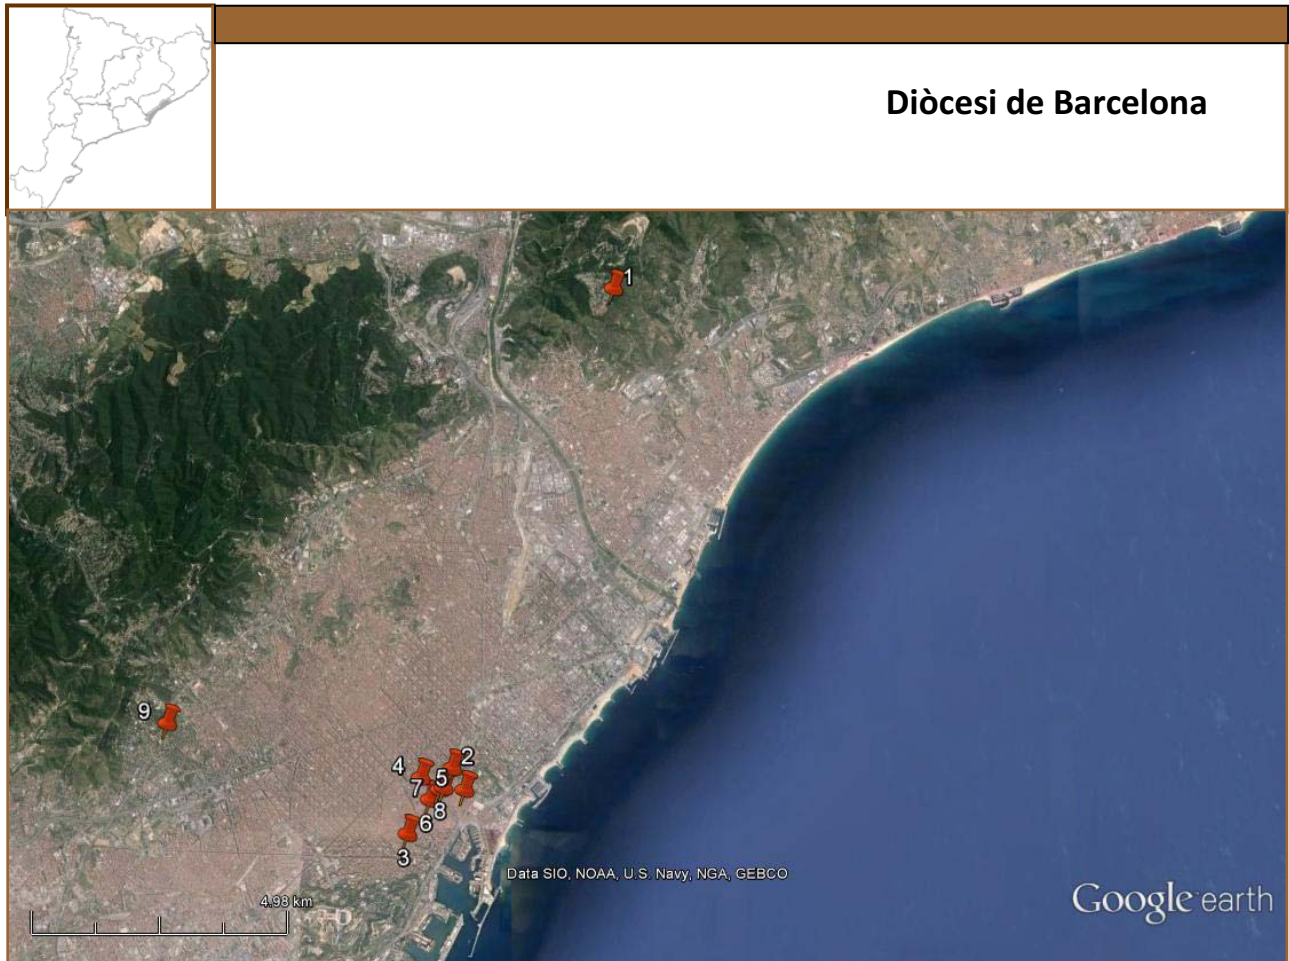 Diòcesi de Barcelona
1
9
4
2
5
7
8
6
3
Data SIO, NOAA, U.S. Navy, NGA, GEBCO
4.98 km
Google earth